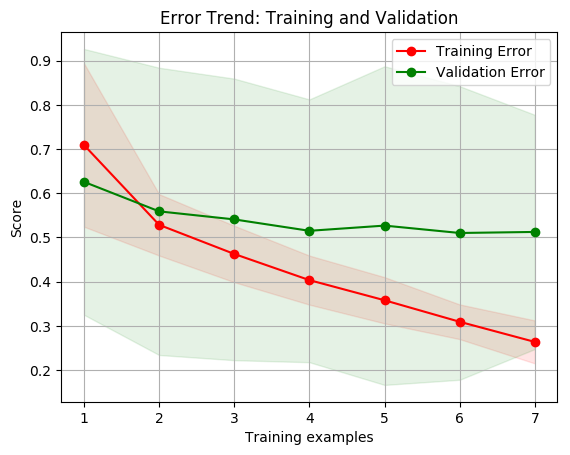 Error Trend: Training and Validation
Training Error
Validation Error
0.9
0.8
0.7
0.6
0.5
0.4
0.3
0.2
Score
1 2 3 4 5 6 7
Training examples